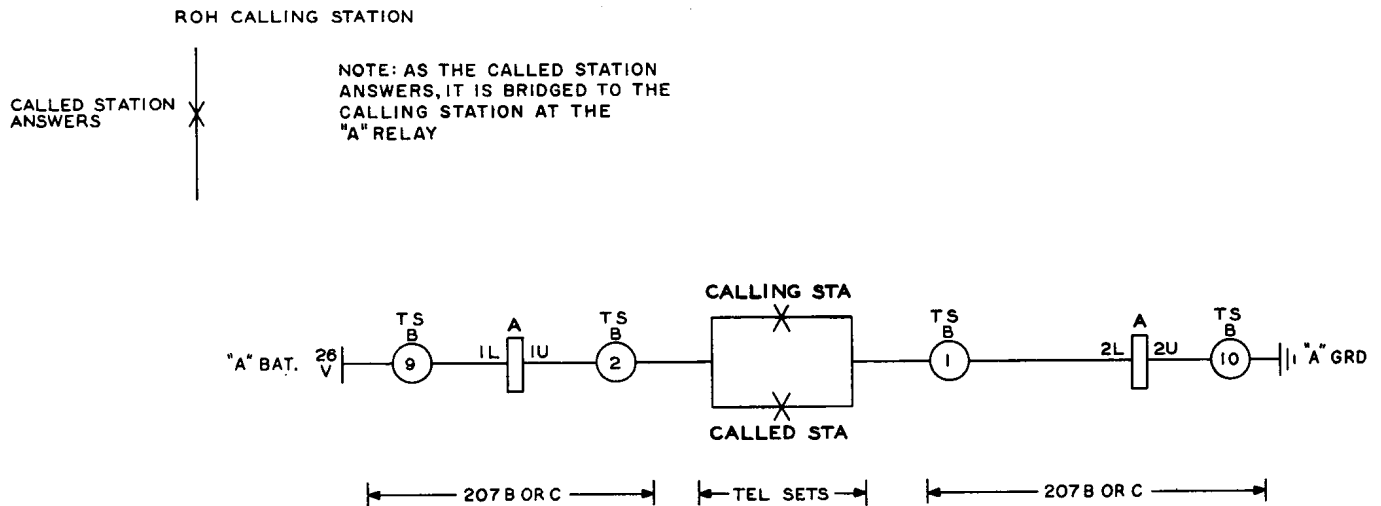 ROH CALLING STATION
NOTE: AS THE CALLED STATION
ANSWERS, IT IS BRIDGED TO THE
CALLING STATION AT THE
"A" RELAY
CALLED STATION
ANSWERS
CALLING STA
TS
B
9
A
1L
1U
TS
B
2
TS
B
1
A
2L
2U
TS
B
10
"A" BAT.
26
V
"A" GRD
CALLED STA
207 B OR C
TEL SETS
207 B OR C